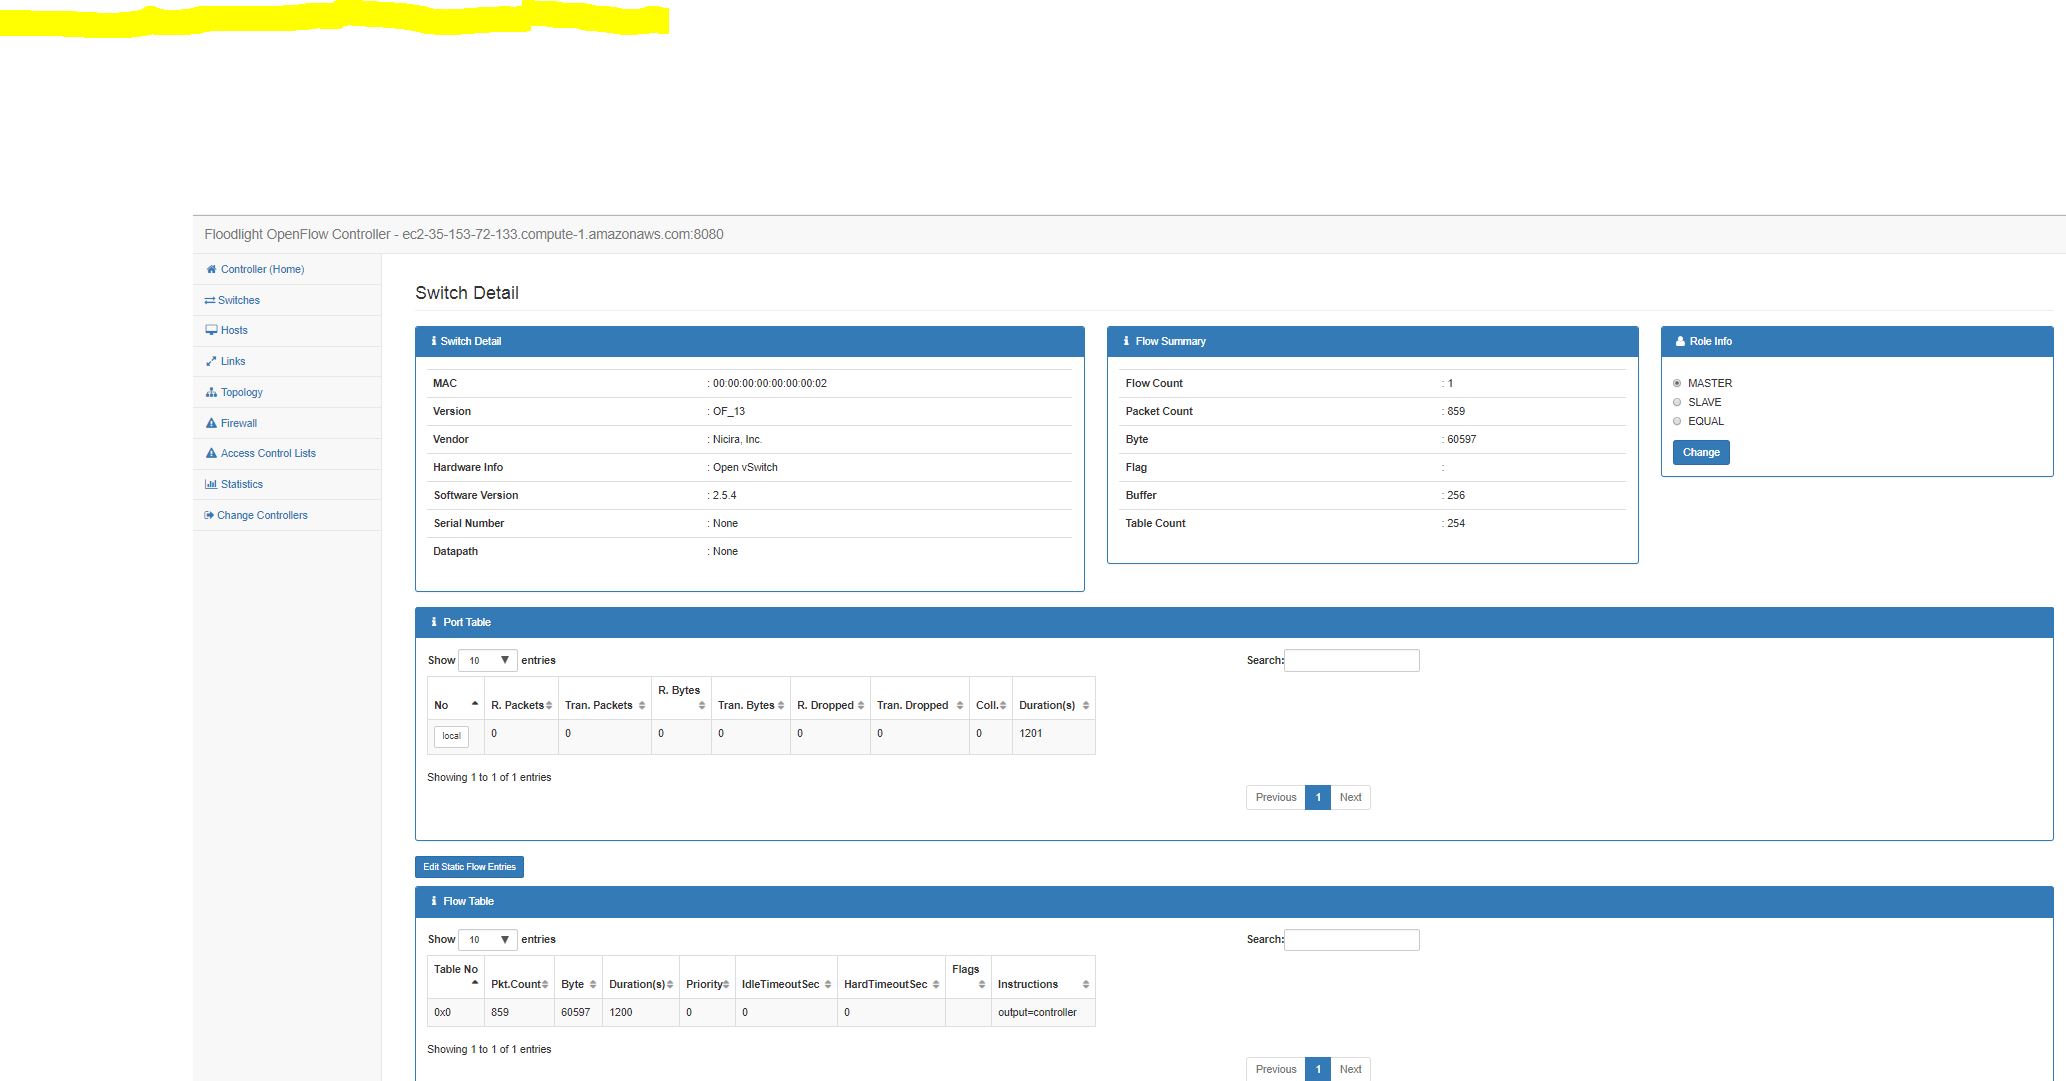 Floodlight OpenFlow Controller - ec2-35-153-72-133.compute-1.amazonaws.com:8080
Controller (Home)
Switches
Hosts
Links
Topology
Firewall
Access Control Lists
Statistics
Change Controllers
Switch Detail
Switch Detail
MAC : 00:00:00:00:00:00:00:02
Version : OF_13
Vendor : Nicira, Inc.
Hardware Info : Open vSwitch
Software Version : 2.5.4
Serial Number : None
Datapath : None
Flow Summary
Flow Count : 1
Packet Count : 859
Byte : 60597
Flag :
Buffer : 256
Table Count : 254
Role Info
MASTER
SLAVE
EQUAL
Change
Port Table
Show 10 entries Search:
No R. Packets Tran. Packets R. Bytes Tran. Bytes R. Dropped Tran. Dropped Coll. Duration(s)
local 0 0 0 0 0 0 0 1201
Showing 1 to 1 of 1 entries
Previous 1 Next
Edit Static Flow Entries
Flow Table
Show 10 entries Search:
Table No Pkt.Count Byte Duration(s) Priority IdleTimeoutSec HardTimeoutSec Flags Instructions
0x0 859 60597 1200 0 0 0 output=controller
Showing 1 to 1 of 1 entries
Previous 1 Next